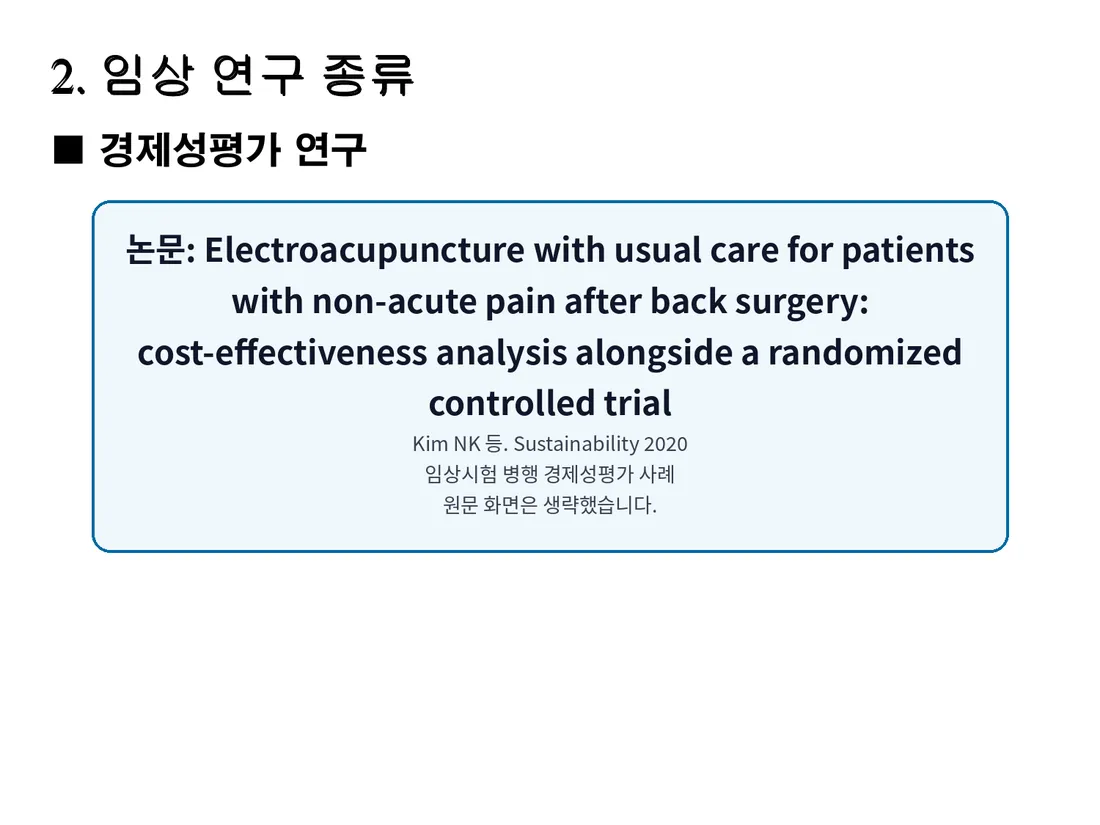 2. 임상 연구 종류
■ 경제성평가 연구
논문: Electroacupuncture with usual care for patients
with non-acute pain after back surgery:
cost-effectiveness analysis alongside a randomized
controlled trial
Kim NK 등. Sustainability 2020
임상시험 병행 경제성평가 사례
원문 화면은 생략했습니다.